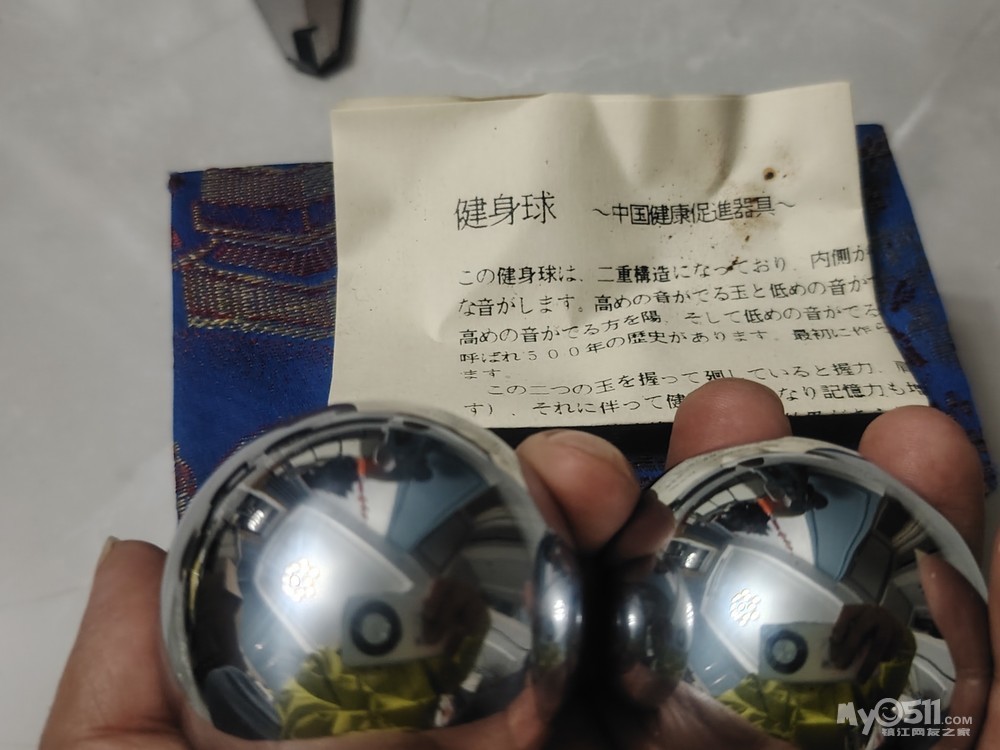 健身球 ～中国健康促進器具～
この健身球は、二重構造になっており、内側が
な音がします。高めの音がでる玉と低めの音が
高めの音がでる方を陽、そして低めの音がでる
呼ばれ５００年の歴史があります。最初に作
ます。
この二つの玉を握って廻していると握力、
す）、それに伴って健 なり記憶力も
My0511.COM
镇江网友之家